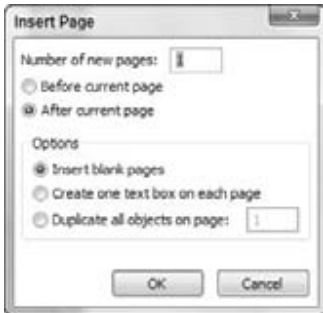 Insert Page
Number of new pages: 1
Before current page
After current page
Options
Insert blank pages
Create one text box on each page
Duplicate all objects on page: 1
OK Cancel